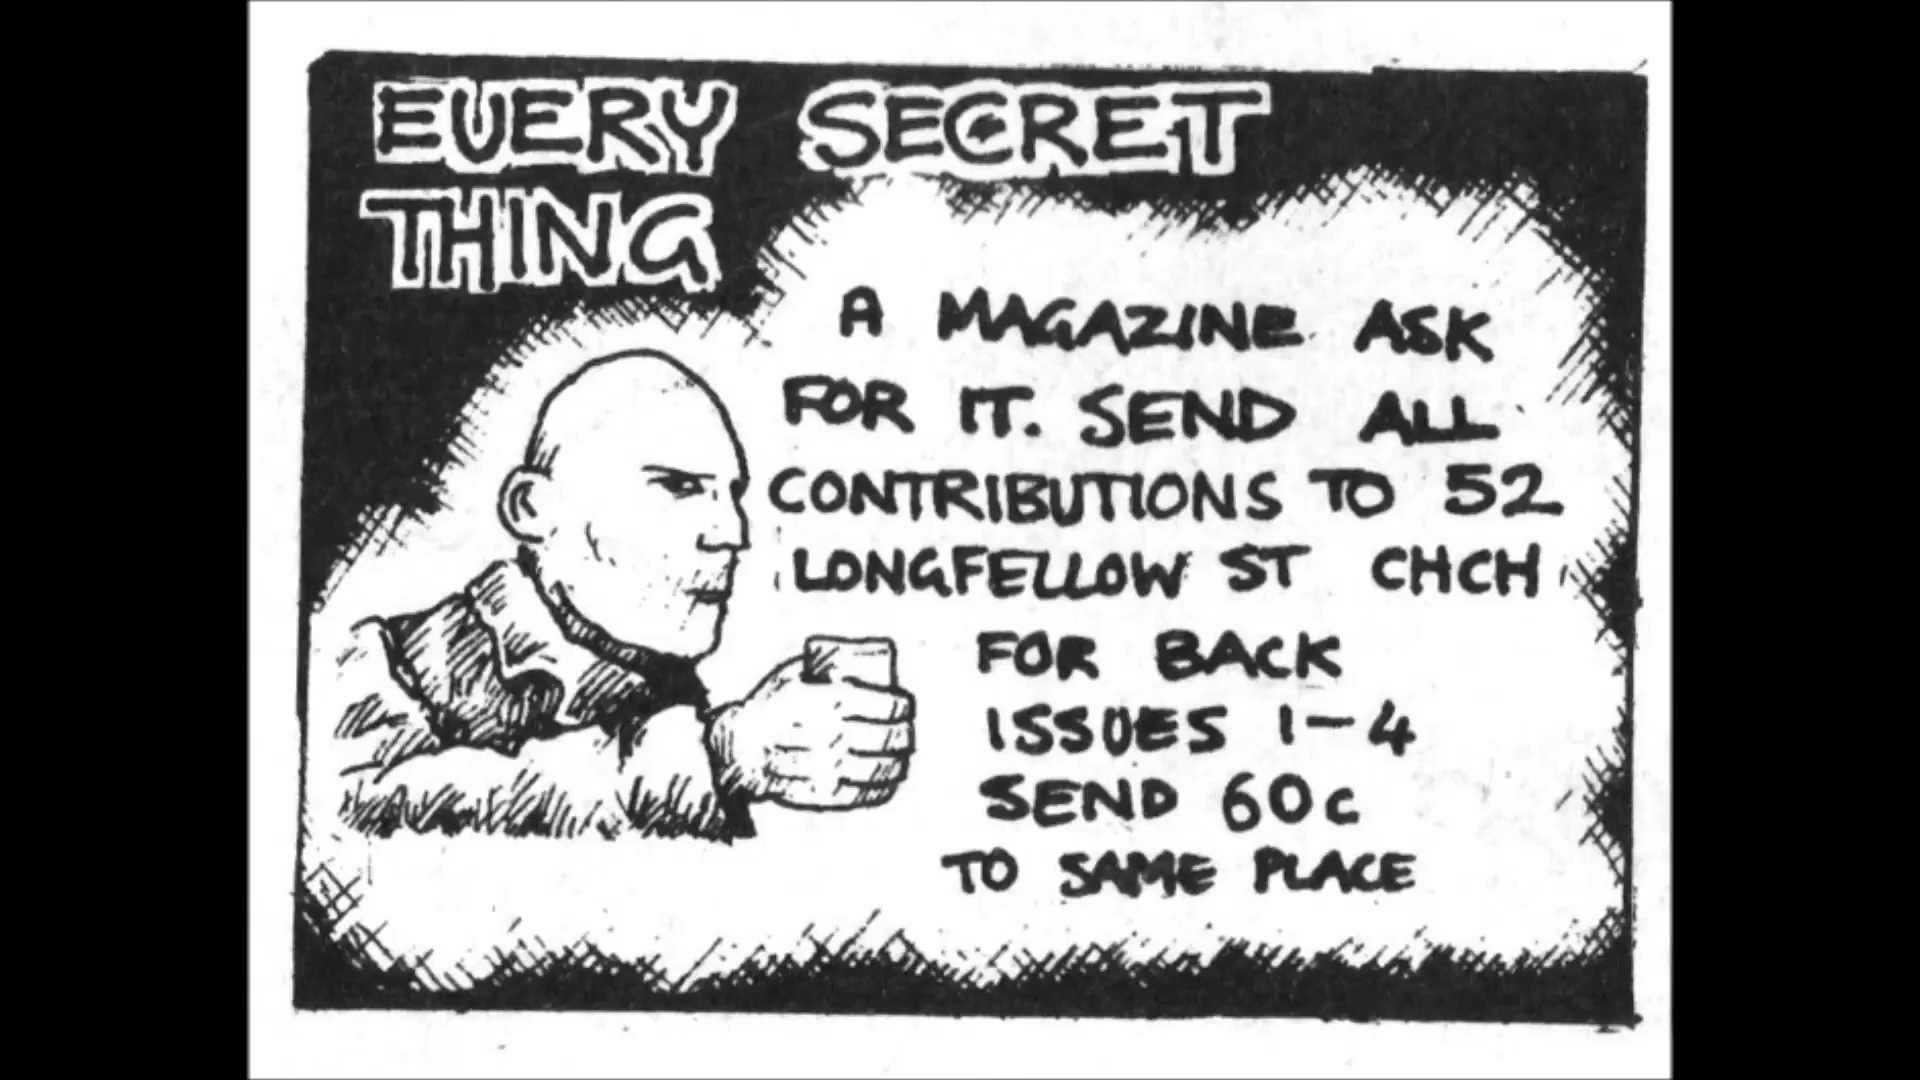 EVERY SECRET
THING
A MAGAZINE ASK
FOR IT. SEND ALL
CONTRIBUTIONS TO 52
LONGFELLOW ST CHCH
FOR BACK
ISSUES 1-4
SEND 60c
TO SAME PLACE